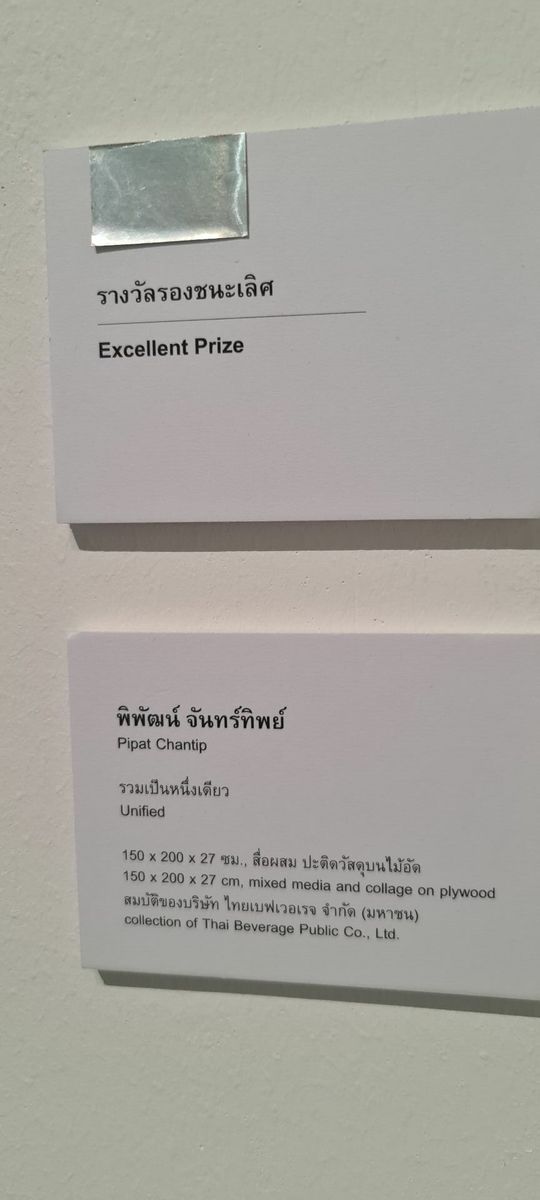 รางวัลรองชนะเลิศ
Excellent Prize
พิพัฒน์ จันทร์ทิพย์
Pipat Chantip
รวมเป็นหนึ่งเดียว
Unified
150 x 200 x 27 ซม., สื่อผสม ปะติดวัสดุบนไม้อัด
150 x 200 x 27 cm, mixed media and collage on plywood
สมบัติของบริษัท ไทยเบฟเวอเรจ จำกัด (มหาชน)
collection of Thai Beverage Public Co., Ltd.